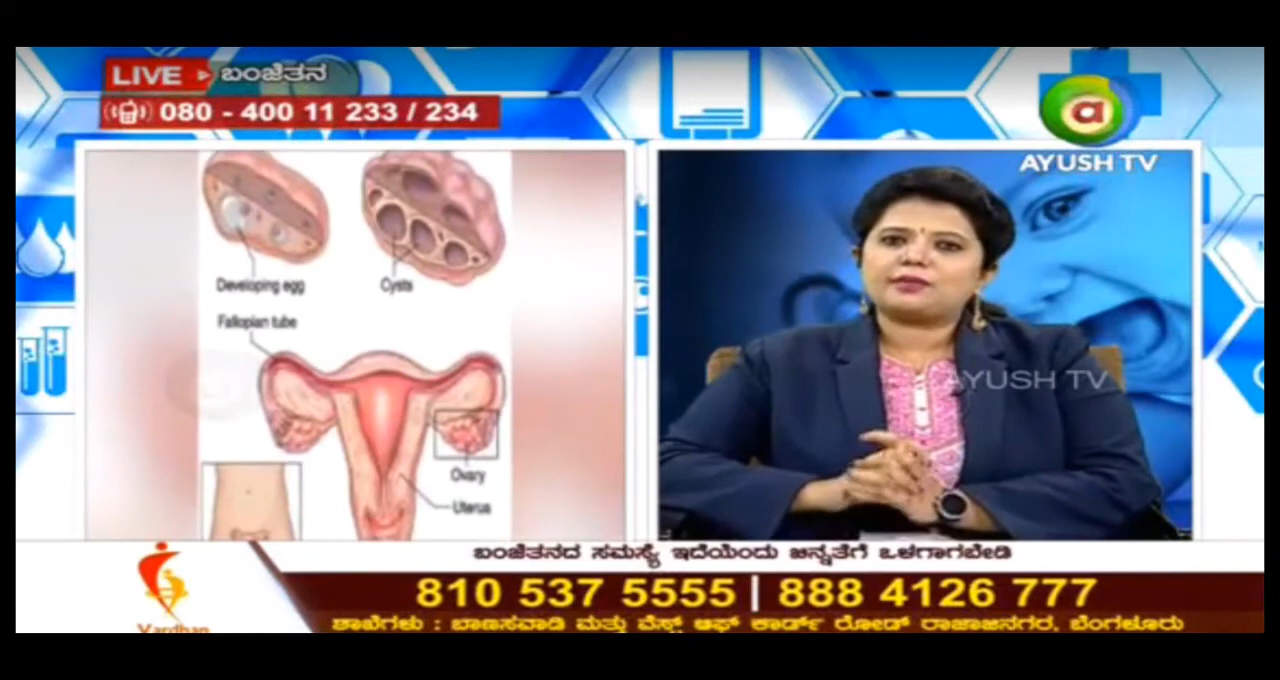 LIVE ಬಂಜೆತನ
080 - 400 11 233 / 234
a
AYUSH TV
Developing egg
Cysts
Fallopian tube
Ovary
Uterus
AYUSH TV
ಬಂಜೆತನದ ಸಮಸ್ಯೆ ಇದೆಯೆಂದು ಖಿನ್ನತೆಗೆ ಒಳಗಾಗಬೇಡಿ
810 537 5555 | 888 4126 777
Vardhan
ಶಾಖೆಗಳು : ಬಾಣಸವಾಡಿ ಮತ್ತು ವೆಸ್ಟ್ ಆಫ್ ಕಾರ್ಡ್ ರೋಡ್ ರಾಜಾಜಿನಗರ, ಬೆಂಗಳೂರು